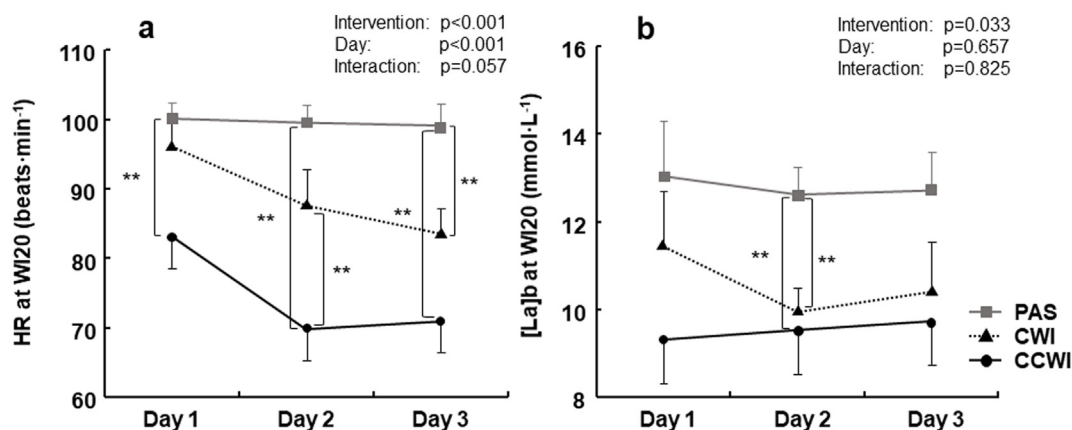 a
Intervention: p<0.001
Day: p<0.001
Interaction: p=0.057
HR at WI20 (beats·min⁻¹)
110
100
90
80
70
60
**
**
**
**
**
Day 1 Day 2 Day 3
b
Intervention: p=0.033
Day: p=0.657
Interaction: p=0.825
[La]b at WI20 (mmol·L⁻¹)
16
14
12
10
8
** **
Day 1 Day 2 Day 3
PAS
CWI
CCWI